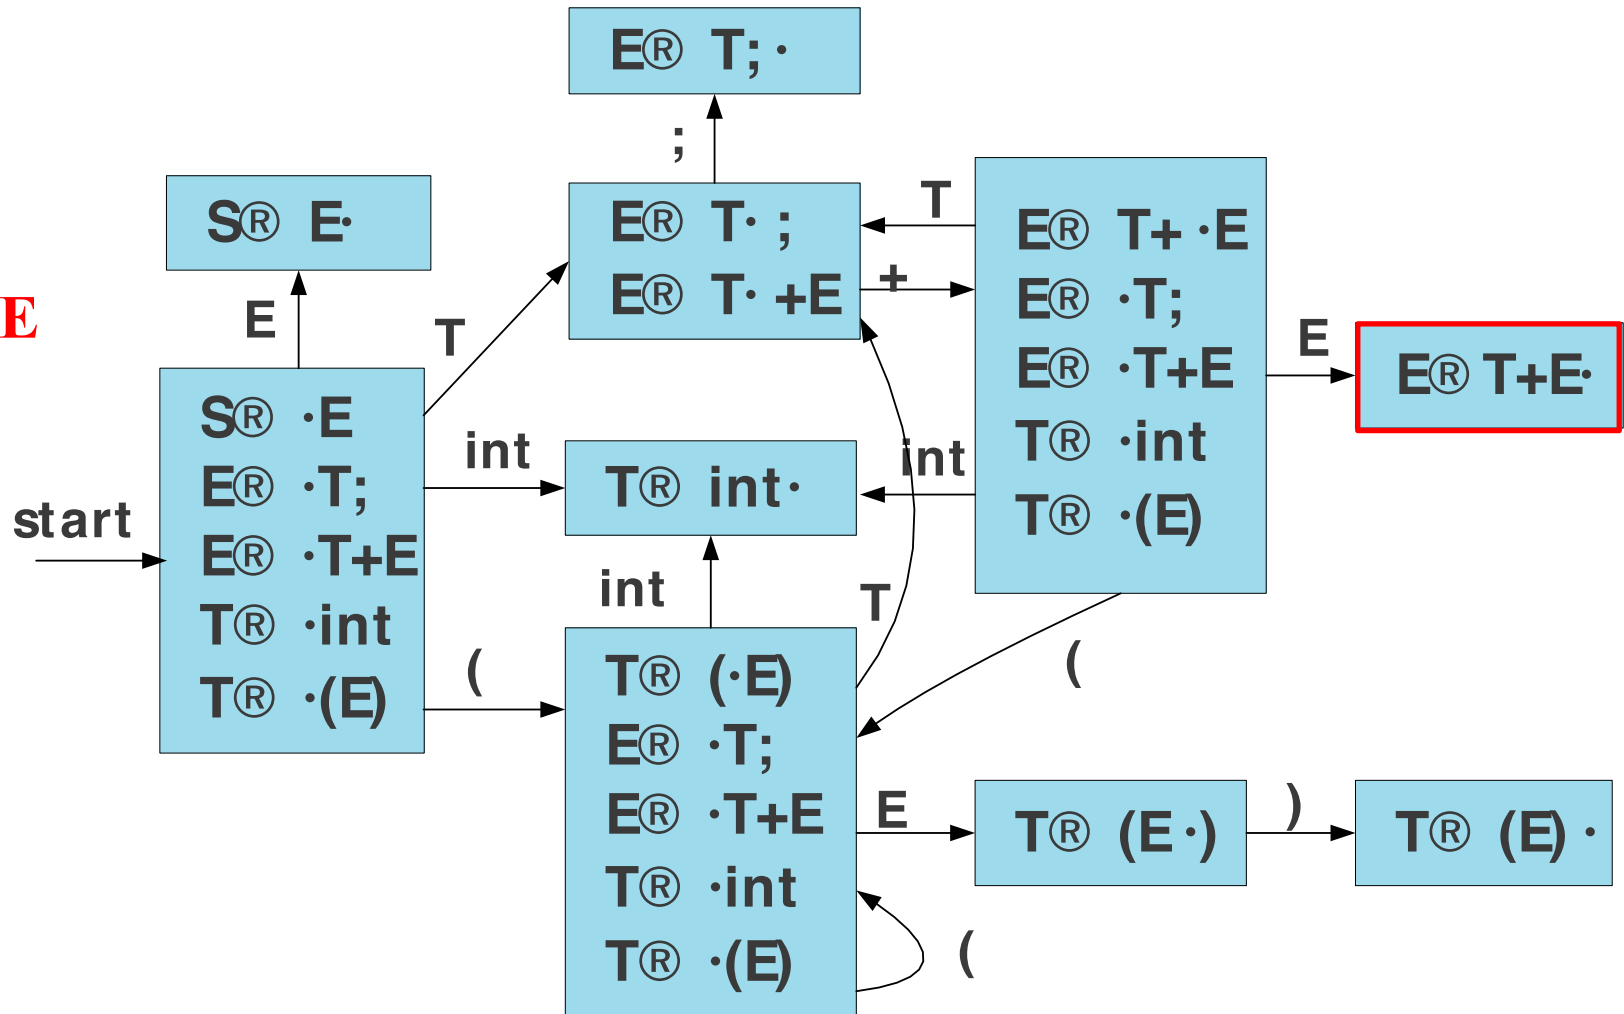 E® T; ·
;
S® E·
E® T· ;
E® T· +E
T
+
E® T+ ·E
E® ·T;
E® ·T+E
T® ·int
T® ·(E)
E
E
T
E
E® T+E·
start
S® ·E
E® ·T;
E® ·T+E
T® ·int
T® ·(E)
int
T® int·
int
int
T
(
(
T® (·E)
E® ·T;
E® ·T+E
T® ·int
T® ·(E)
E
T® (E·)
)
T® (E) ·
(